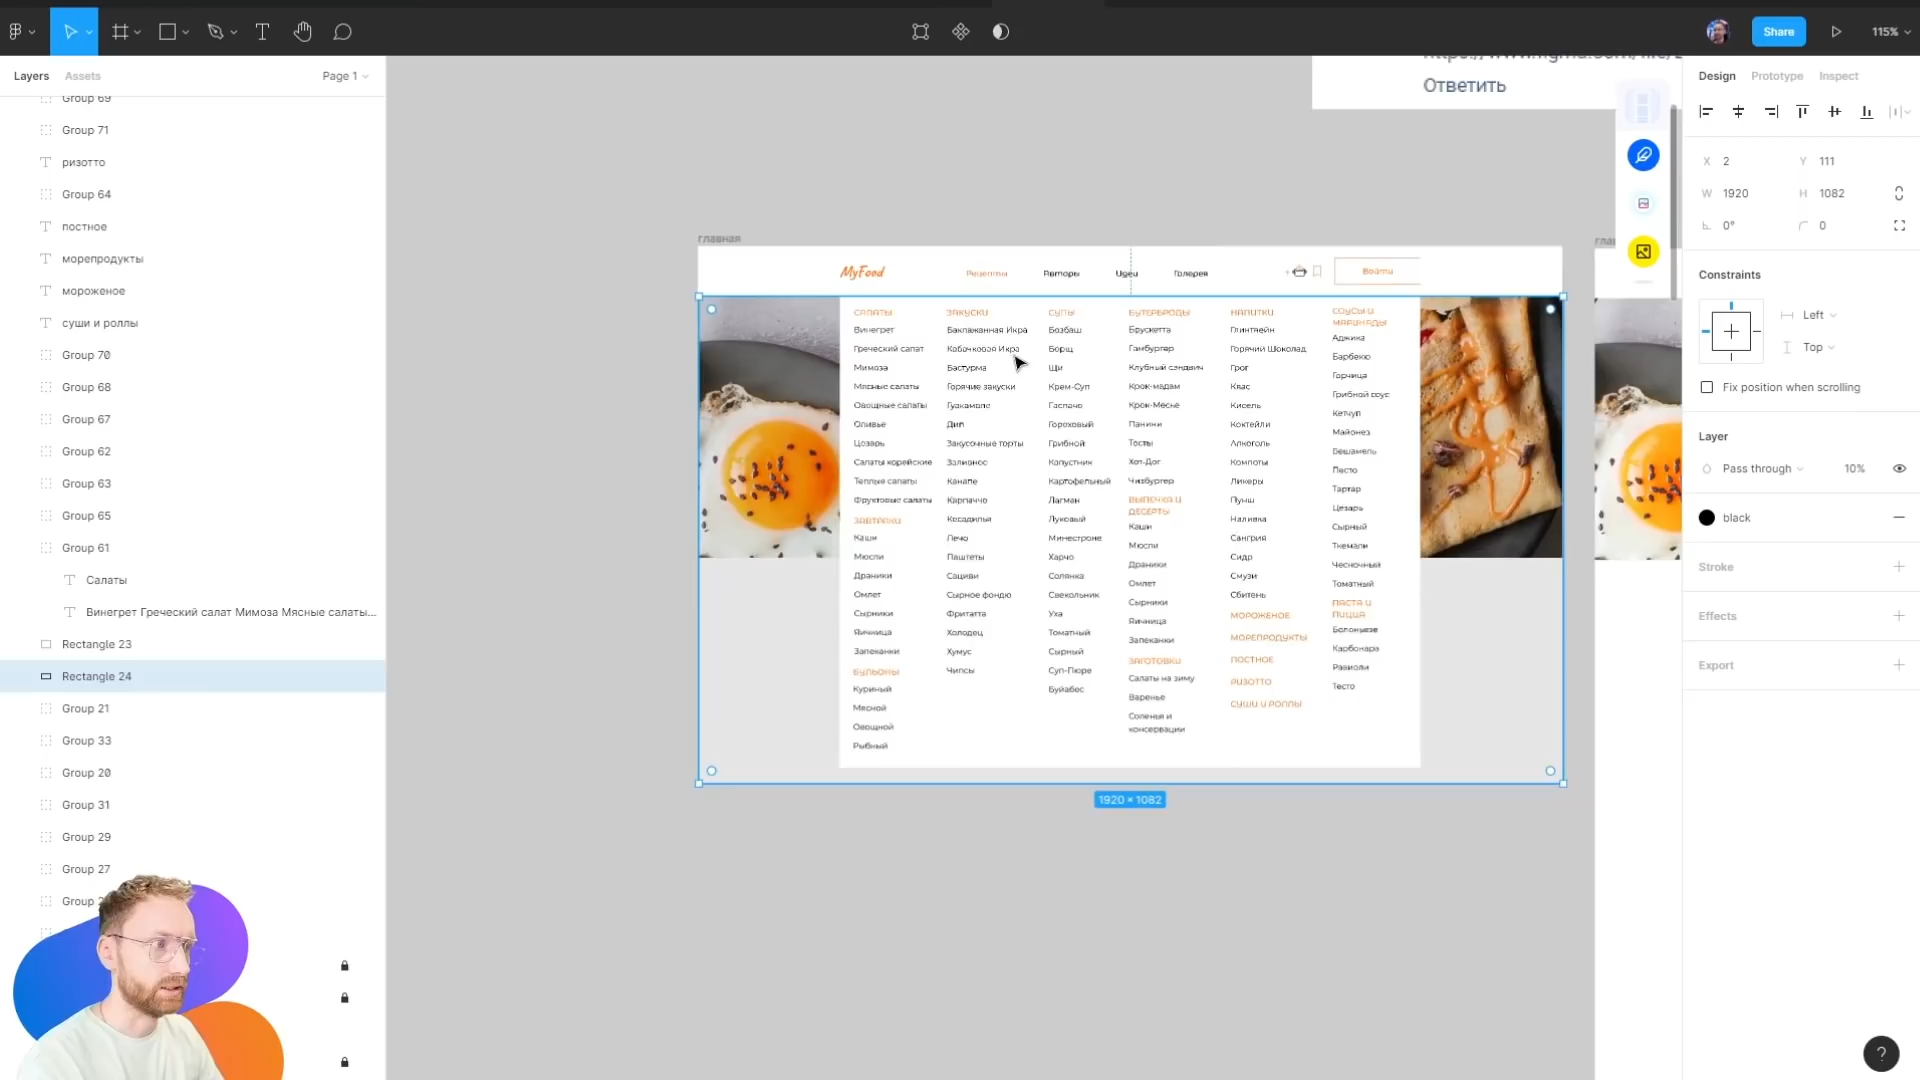 Share
115%
Layers
Assets
Page 1
Group 69
Group 71
ризотто
Group 64
постное
морепродукты
мороженое
суши и роллы
Group 70
Group 68
Group 67
Group 62
Group 63
Group 65
Group 61
Салаты
Винегрет Греческий салат Мимоза Мясные салаты...
Rectangle 23
Rectangle 24
Group 21
Group 33
Group 20
Group 31
Group 29
Group 27
Ответить
главная
MyFood
Рецепты
Авторы
Идеи
Галерея
Войти
САЛАТЫ
Винегрет
Греческий салат
Мимоза
Мясные салаты
Овощные салаты
Оливье
Цезарь
Салаты корейские
Теплые салаты
Фруктовые салаты
ЗАВТРАКИ
Каши
Мюсли
Драники
Омлет
Сырники
Яичница
Запеканки
БУЛЬОНЫ
Куриный
Мясной
Овощной
Рыбный
ЗАКУСКИ
Баклажанная Икра
Кабачковая Икра
Бастурма
Горячие закуски
Гуакамоле
Дип
Закусочные торты
Заливное
Канапе
Карпаччо
Кесадилья
Лечо
Паштеты
Сациви
Сырное фондю
Фритатта
Холодец
Хумус
Чипсы
СУПЫ
Бозбаш
Борщ
Щи
Крем-Суп
Гаспачо
Гороховый
Грибной
Капустник
Картофельный
Лагман
Луковый
Минестроне
Харчо
Солянка
Свекольник
Уха
Томатный
Сырный
Суп-Пюре
Буйабес
БУТЕРБРОДЫ
Брускетта
Гамбургер
Клубный сэндвич
Крок-мадам
Крок-Месьё
Панини
Тосты
Хот-Дог
Чизбургер
ВЫПЕЧКА И
ДЕСЕРТЫ
Каши
Мюсли
Драники
Омлет
Сырники
Яичница
Запеканки
ЗАГОТОВКИ
Салаты на зиму
Варенье
Соленья и
консервации
НАПИТКИ
Глинтвейн
Горячий Шоколад
Грог
Квас
Кисель
Коктейли
Алкоголь
Компоты
Ликеры
Пунш
Наливка
Сангрия
Сидр
Смузи
Сбитень
МОРОЖЕНОЕ
МОРЕПРОДУКТЫ
ПОСТНОЕ
РИЗОТТО
СУШИ И РОЛЛЫ
СОУСЫ И
МАРИНАДЫ
Аджика
Барбекю
Горчица
Грибной соус
Кетчуп
Майонез
Бешамель
Песто
Тартар
Цезарь
Сырный
Ткемали
Чесночный
Томатный
ПАСТА И
ПИЦЦА
Болоньезе
Карбонара
Равиоли
Тесто
1920 × 1082
Design
Prototype
Inspect
X 2
Y 111
W 1920
H 1082
0°
0
Constraints
Left
Top
Fix position when scrolling
Layer
Pass through
10%
black
Stroke
Effects
Export
?